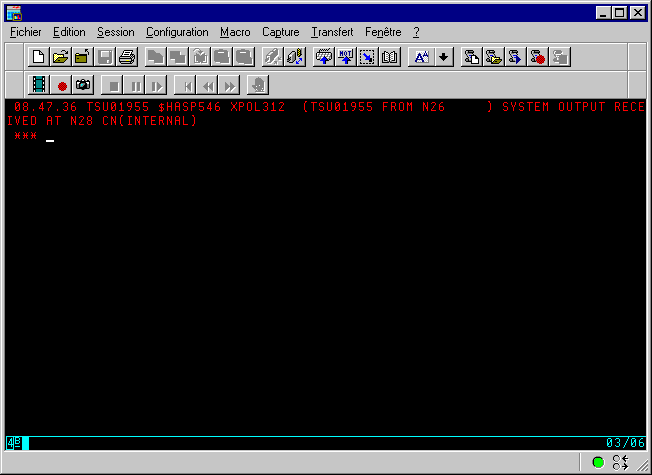 Fichier Edition Session Configuration Macro Capture Transfert Fenêtre ?
08.47.36 TSU01955 $HASP546 XPOL312 (TSU01955 FROM N26 ) SYSTEM OUTPUT RECE
IVED AT N28 CN(INTERNAL)
***
4B 03/06